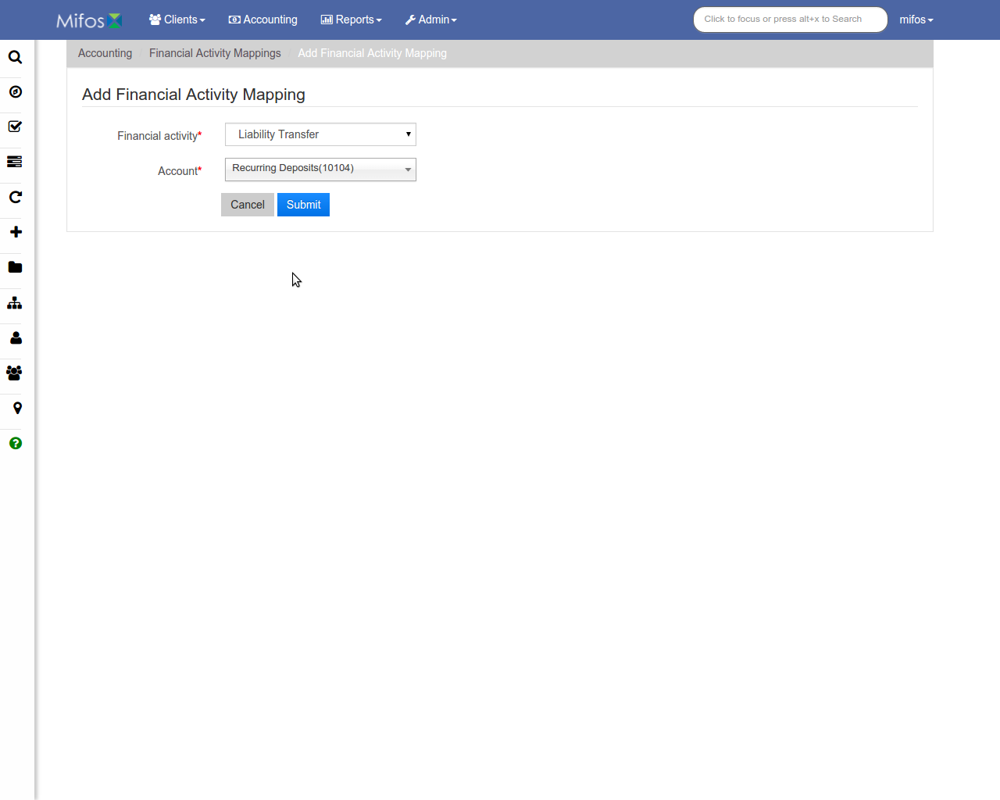 Mifos Clients Accounting Reports Admin Click to focus or press alt+x to Search mifos
Accounting / Financial Activity Mappings / Add Financial Activity Mapping
Add Financial Activity Mapping
Financial activity* Liability Transfer
Account* Recurring Deposits(10104)
Cancel Submit